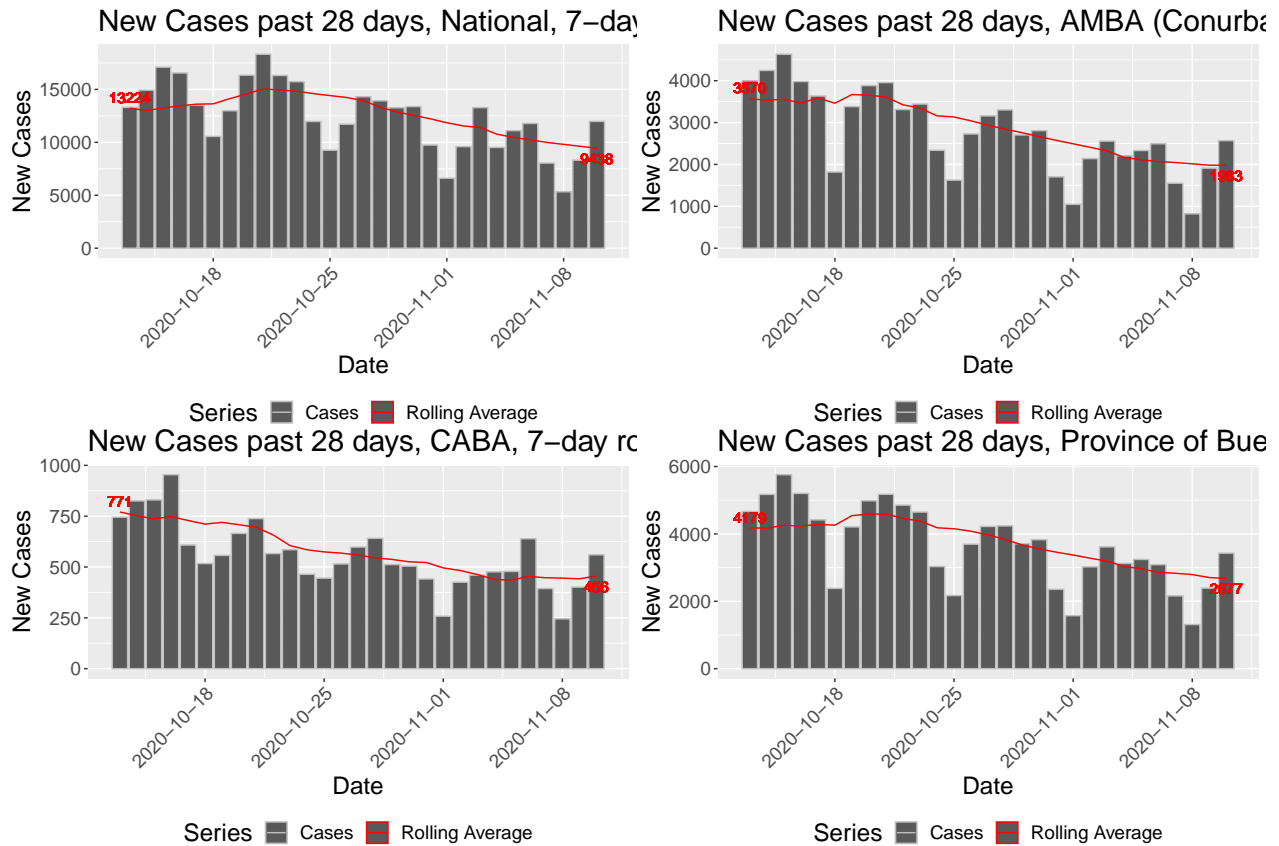 New Cases past 28 days, National, 7−day
New Cases
15000
10000
5000
0
13224
9438
2020−10−18
2020−10−25
2020−11−01
2020−11−08
Date
Series Cases Rolling Average
New Cases past 28 days, AMBA (Conurba
New Cases
4000
3000
2000
1000
0
3570
1983
2020−10−18
2020−10−25
2020−11−01
2020−11−08
Date
Series Cases Rolling Average
New Cases past 28 days, CABA, 7−day ro
New Cases
1000
750
500
250
0
771
456
2020−10−18
2020−10−25
2020−11−01
2020−11−08
Date
Series Cases Rolling Average
New Cases past 28 days, Province of Bue
New Cases
6000
4000
2000
0
4179
2677
2020−10−18
2020−10−25
2020−11−01
2020−11−08
Date
Series Cases Rolling Average